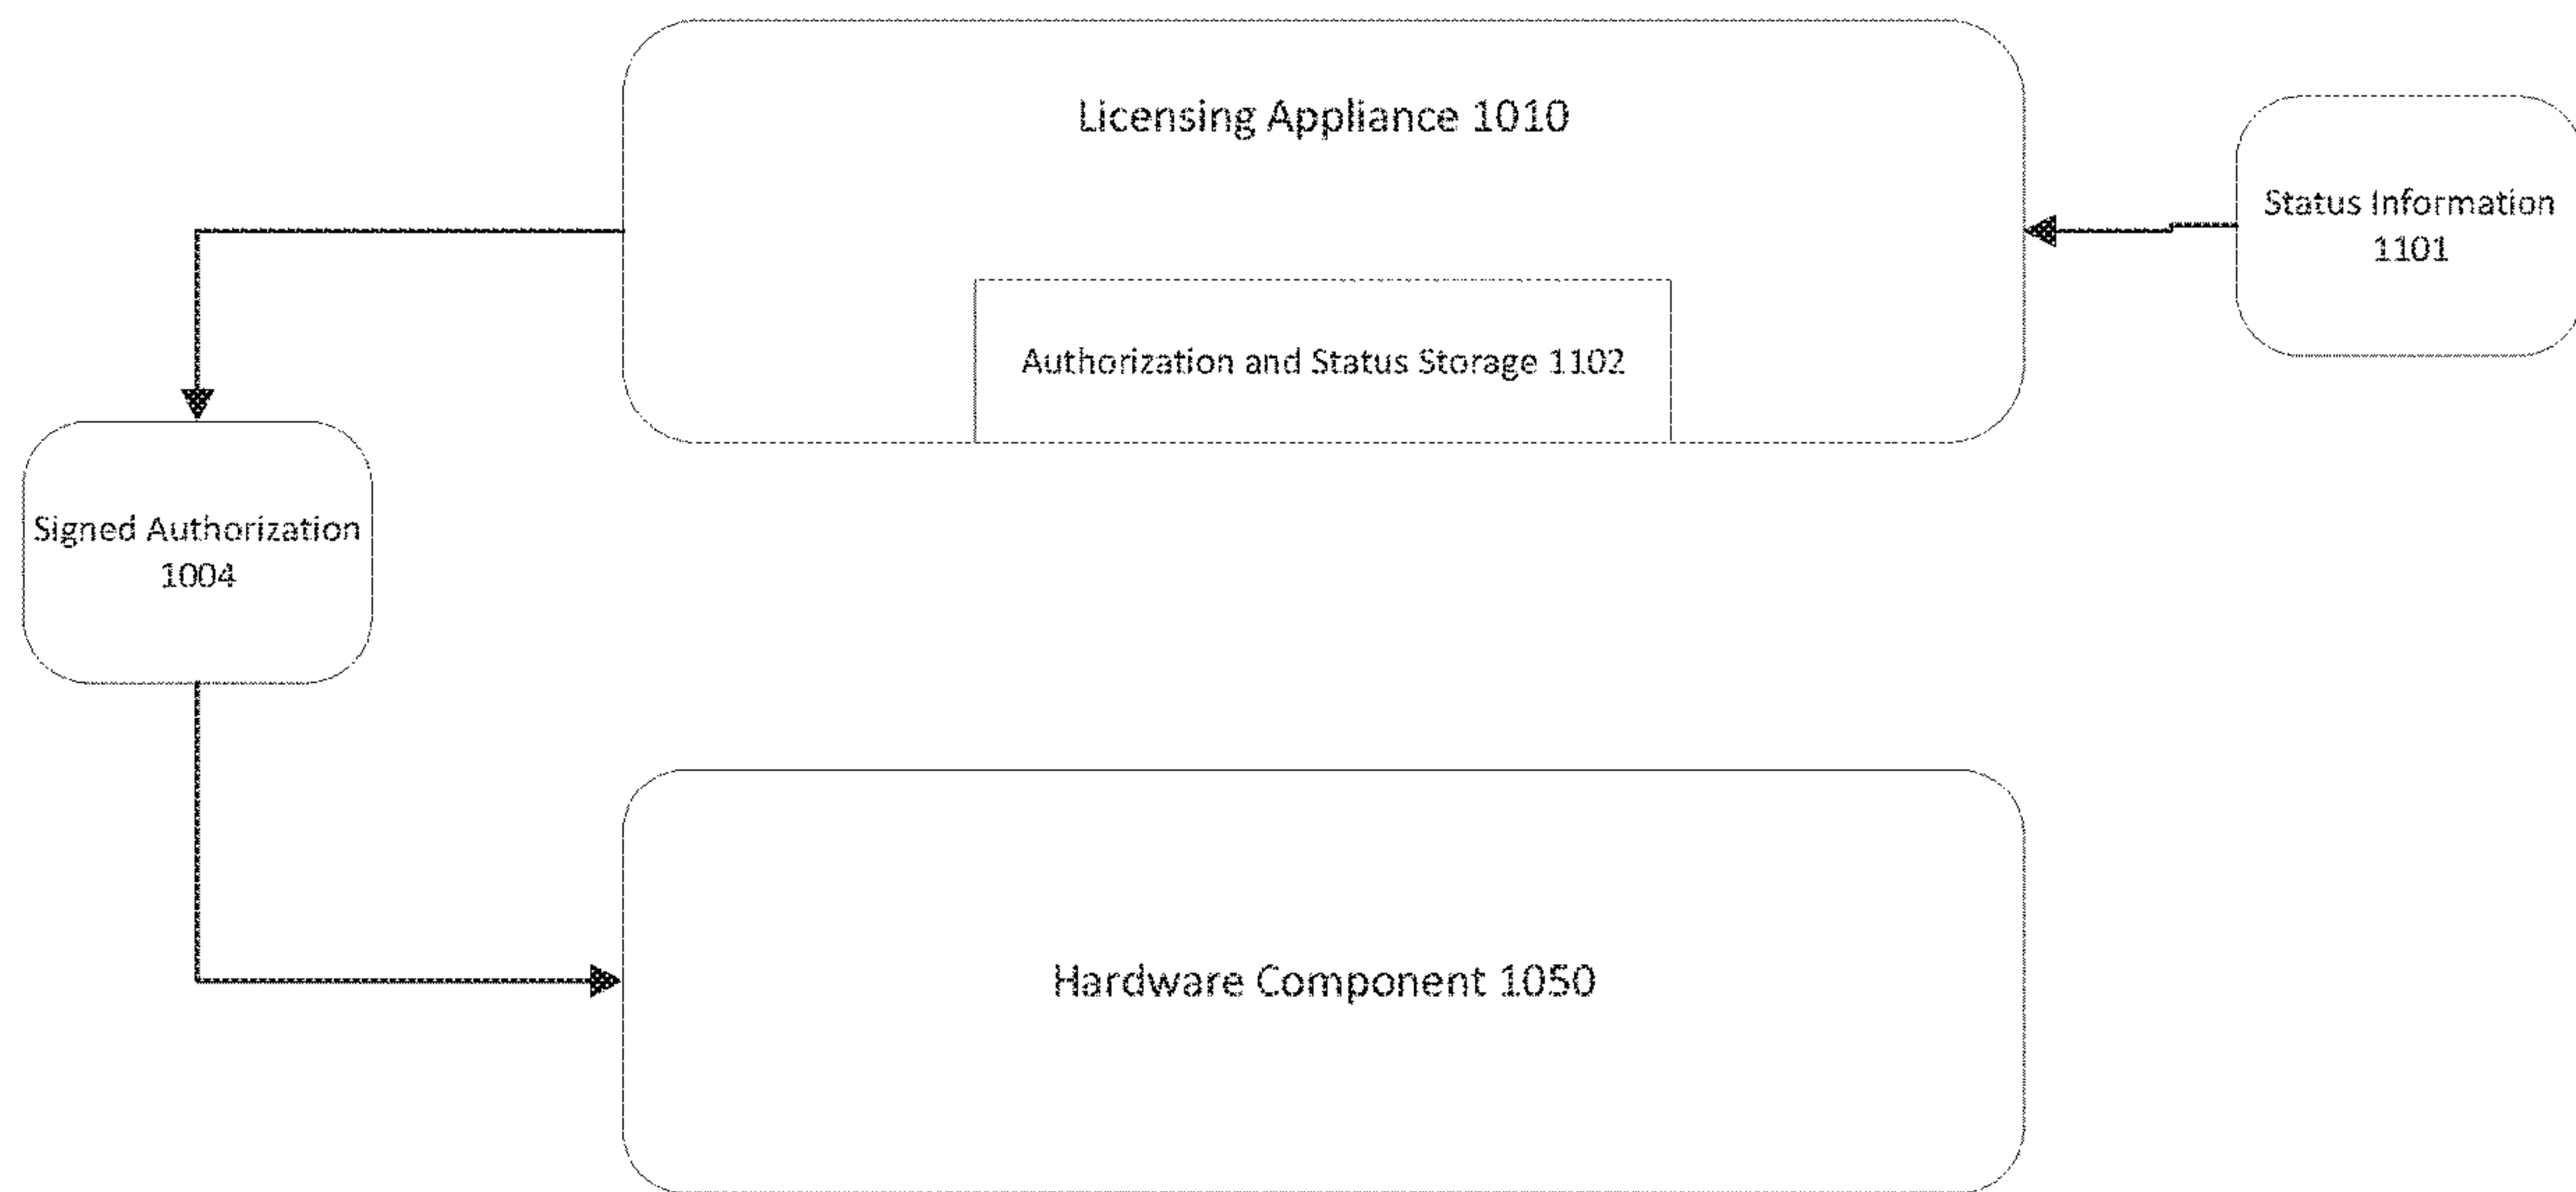 Licensing Appliance 1010
Status Information
1101
Authorization and Status Storage 1102
Signed Authorization
1004
Hardware Component 1050